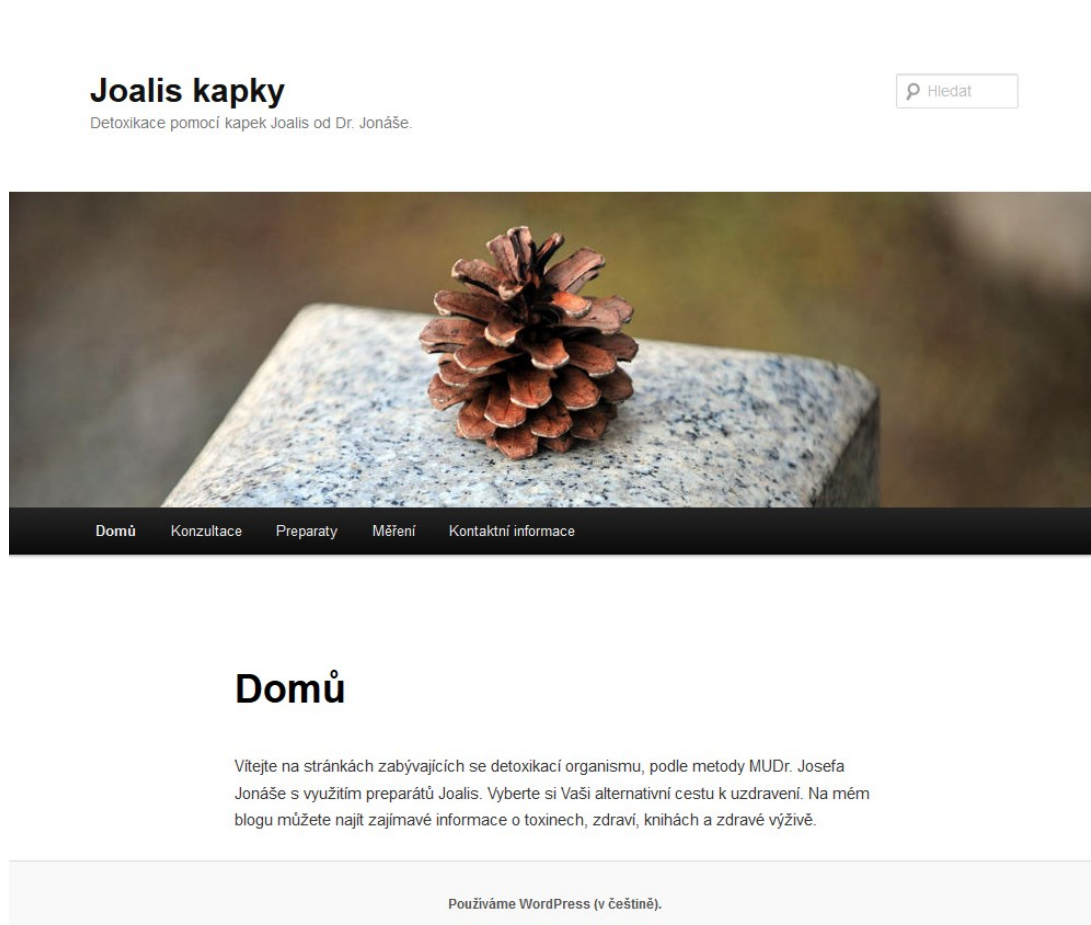 Joalis kapky
Detoxikace pomocí kapek Joalis od Dr. Jonáše.
Hledat
Domů Konzultace Preparaty Měření Kontaktní informace
Domů
Vítejte na stránkách zabývajících se detoxikací organismu, podle metody MUDr. Josefa
Jonáše s využitím preparátů Joalis. Vyberte si Vaši alternativní cestu k uzdravení. Na mém
blogu můžete najít zajímavé informace o toxinech, zdraví, knihách a zdravé výživě.
Používáme WordPress (v češtině).